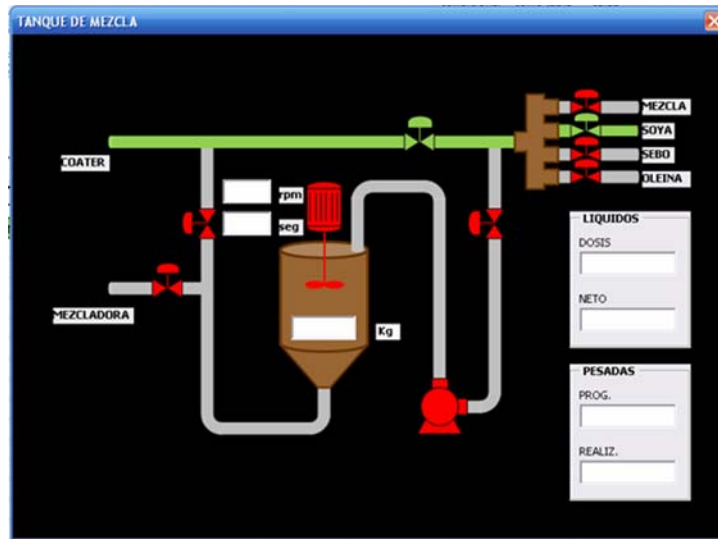 TANQUE DE MEZCLA
MEZCLA
SOYA
SEBO
OLEINA
COATER
rpm
seg
MEZCLADORA
Kg
LIQUIDOS
DOSIS
NETO
PESADAS
PROG.
REALIZ.